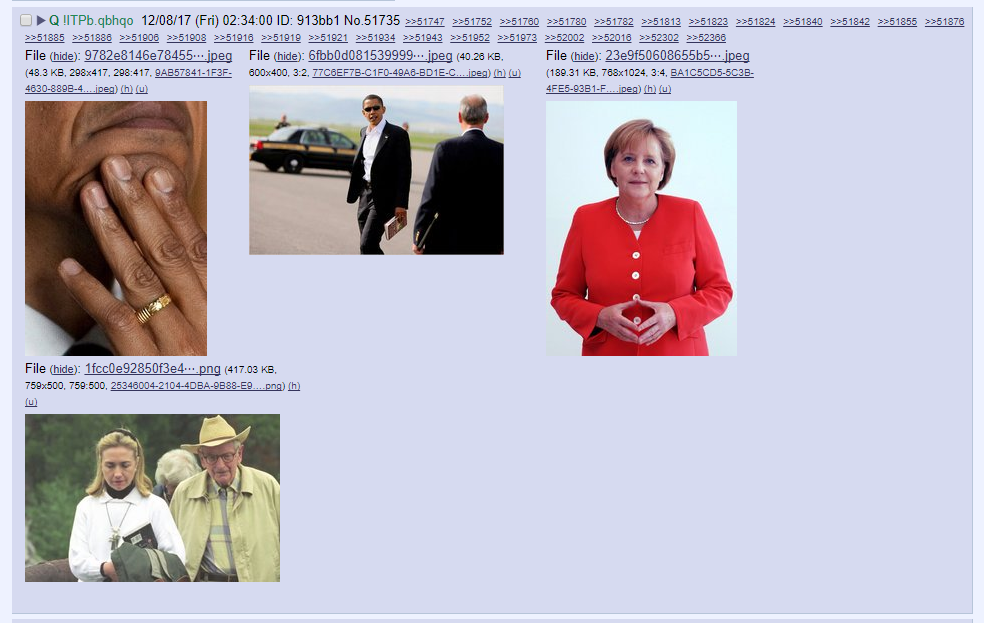 Q !ITPb.qbhqo 12/08/17 (Fri) 02:34:00 ID: 913bb1 No.51735 >>51747 >>51752 >>51760 >>51780 >>51782 >>51813 >>51823 >>51824 >>51840 >>51842 >>51855 >>51876
>>51885 >>51886 >>51906 >>51908 >>51916 >>51919 >>51921 >>51934 >>51943 >>51952 >>51973 >>52002 >>52016 >>52302 >>52366
File (hide): 9782e8146e78455⋯.jpeg
(48.3 KB, 298x417, 298:417, 9AB57841-1F3F-
4630-889B-4….jpeg) (h) (u)
File (hide): 6fbb0d081539999⋯.jpeg (40.26 KB,
600x400, 3:2, 77C6EF7B-C1F0-49A6-BD1E-C….jpeg) (h) (u)
File (hide): 23e9f50608655b5⋯.jpeg
(189.31 KB, 768x1024, 3:4, BA1C5CD5-5C3B-
4FE5-93B1-F….jpeg) (h) (u)
File (hide): 1fcc0e92850f3e4⋯.png (417.03 KB,
759x500, 759:500, 25346004-2104-4DBA-9B88-E9….png) (h)
(u)